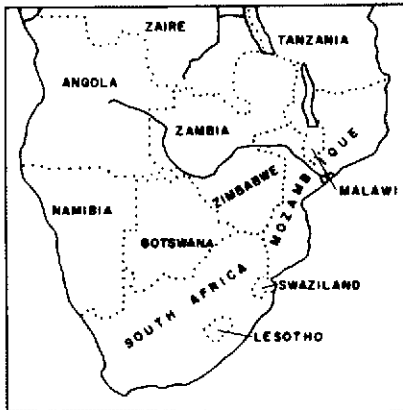 ZAIRE
TANZANIA
ANGOLA
ZAMBIA
MOZAMBIQUE
ZIMBABWE
MALAWI
NAMIBIA
BOTSWANA
SWAZILAND
SOUTH AFRICA
LESOTHO